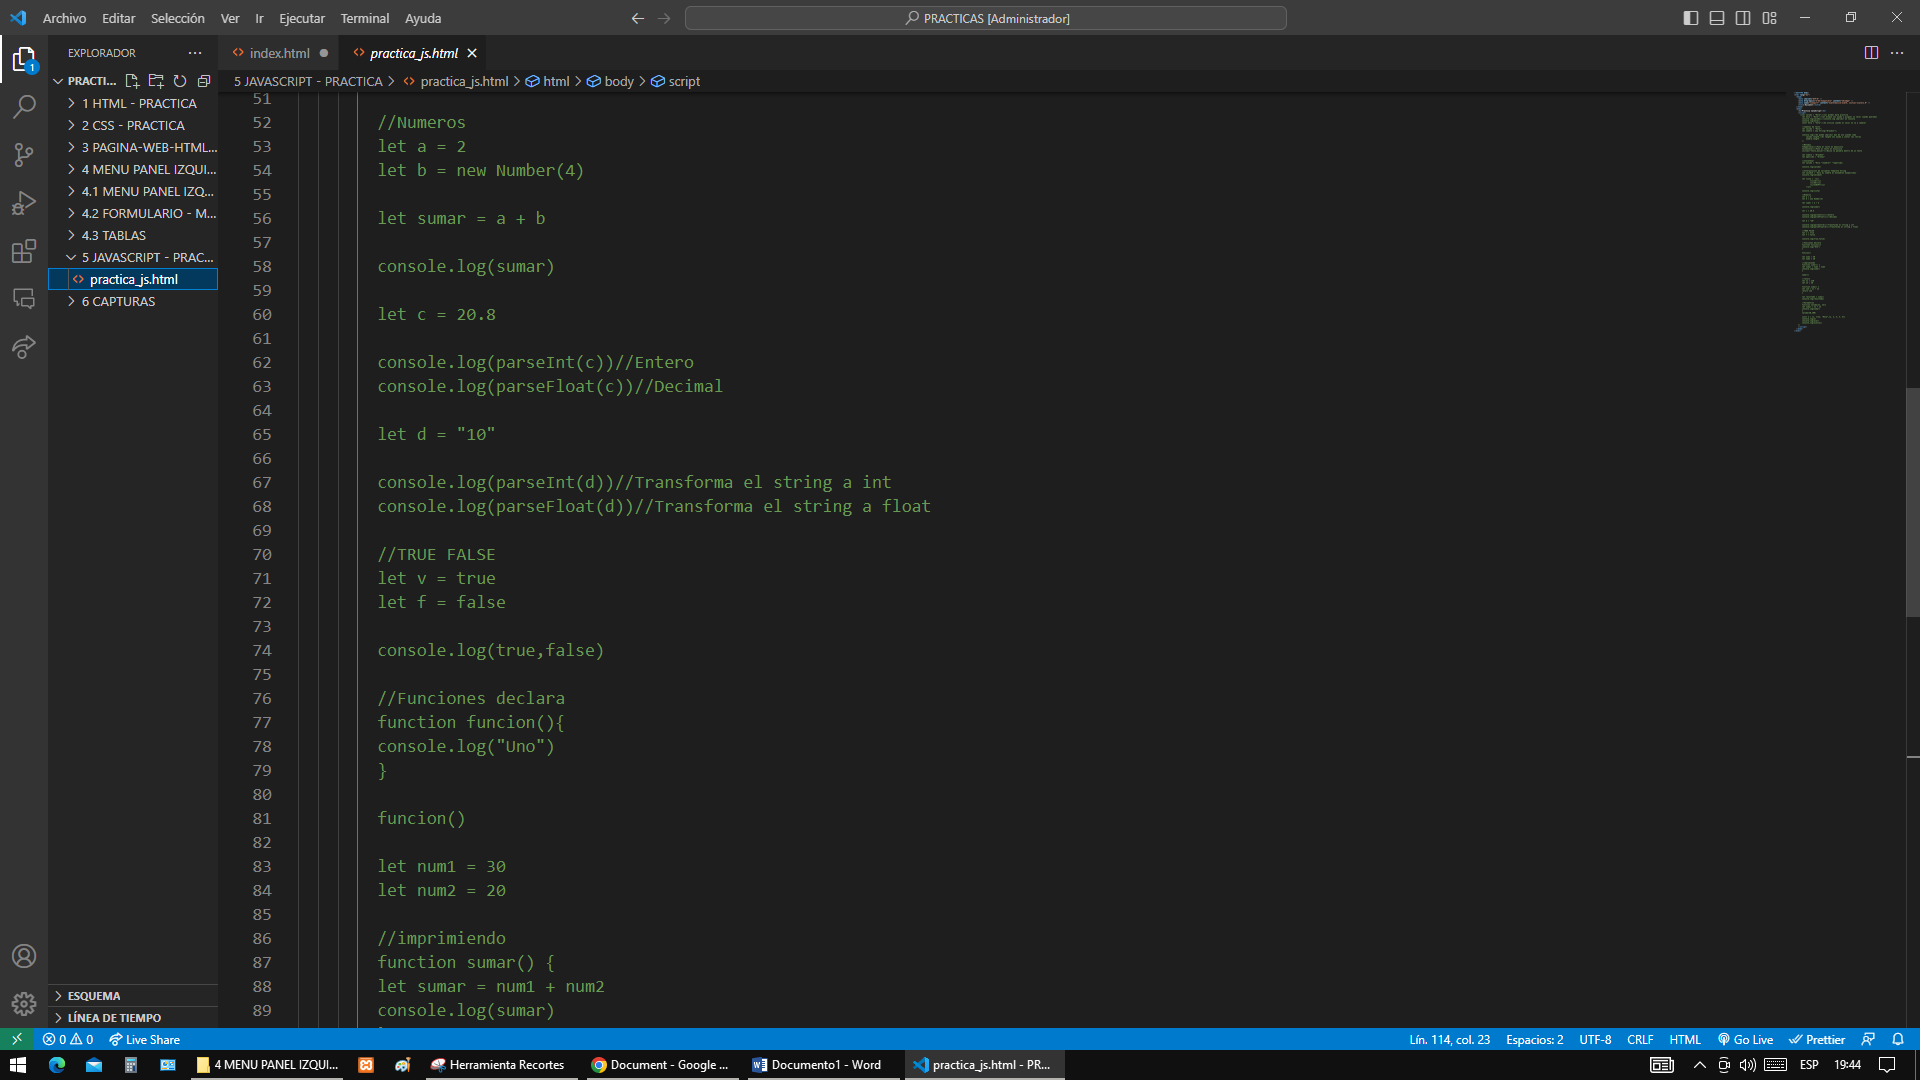 Archivo Editar Selección Ver Ir Ejecutar Terminal Ayuda
PRACTICAS [Administrador]
EXPLORADOR
index.html
practica_js.html
PRACTI...
5 JAVASCRIPT - PRACTICA > practica_js.html > html > body > script
1 HTML - PRACTICA
2 CSS - PRACTICA
3 PAGINA-WEB-HTML...
4 MENU PANEL IZQUI...
4.1 MENU PANEL IZQ...
4.2 FORMULARIO - M...
4.3 TABLAS
5 JAVASCRIPT - PRAC...
practica_js.html
6 CAPTURAS
51
52 //Numeros
53 let a = 2
54 let b = new Number(4)
55
56 let sumar = a + b
57
58 console.log(sumar)
59
60 let c = 20.8
61
62 console.log(parseInt(c))//Entero
63 console.log(parseFloat(c))//Decimal
64
65 let d = "10"
66
67 console.log(parseInt(d))//Transforma el string a int
68 console.log(parseFloat(d))//Transforma el string a float
69
70 //TRUE FALSE
71 let v = true
72 let f = false
73
74 console.log(true,false)
75
76 //Funciones declara
77 function funcion(){
78 console.log("Uno")
79 }
80
81 funcion()
82
83 let num1 = 30
84 let num2 = 20
85
86 //imprimiendo
87 function sumar() {
88 let sumar = num1 + num2
89 console.log(sumar)
ESQUEMA
LÍNEA DE TIEMPO
1
0 0 Live Share
Lín. 114, col. 23 Espacios: 2 UTF-8 CRLF HTML Go Live Prettier
4 MENU PANEL IZQUI...
Herramienta Recortes
Document - Google ...
Documento1 - Word
practica_js.html - PR...
ESP 19:44